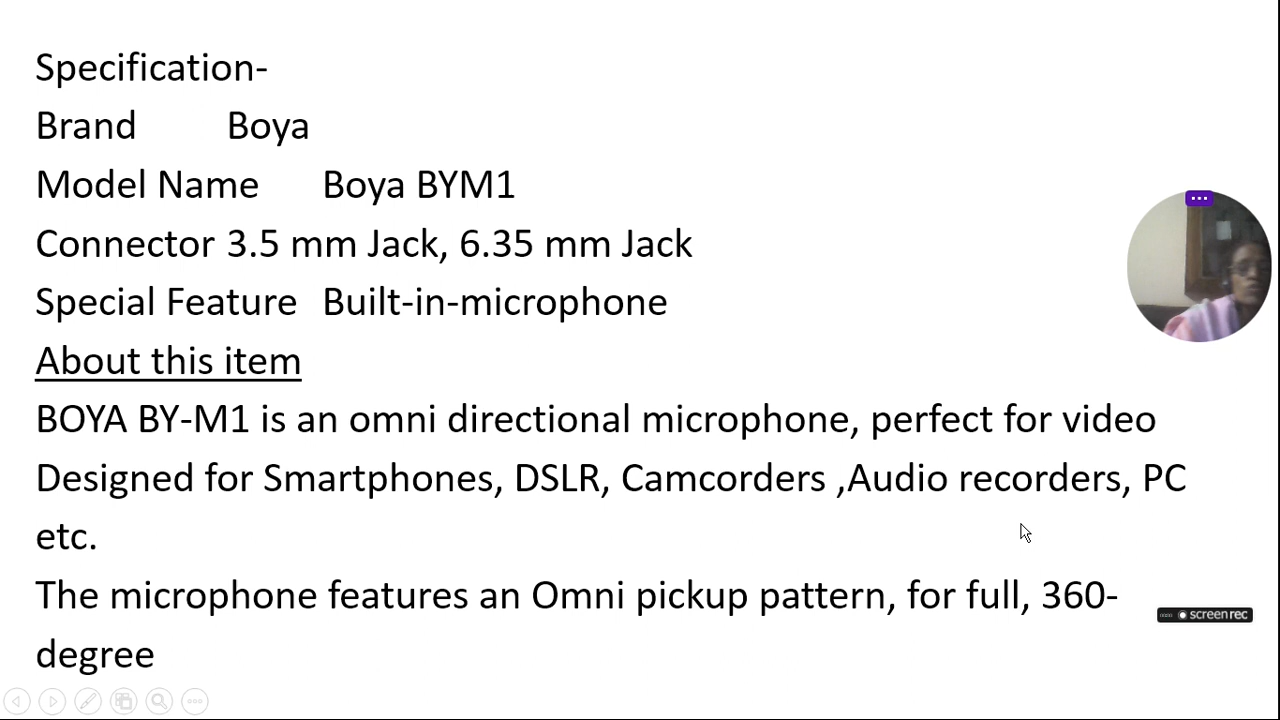 Specification-
Brand Boya
Model Name Boya BYM1
Connector 3.5 mm Jack, 6.35 mm Jack
Special Feature Built-in-microphone
About this item
BOYA BY-M1 is an omni directional microphone, perfect for video
Designed for Smartphones, DSLR, Camcorders ,Audio recorders, PC
etc.
The microphone features an Omni pickup pattern, for full, 360-
degree
screenrec